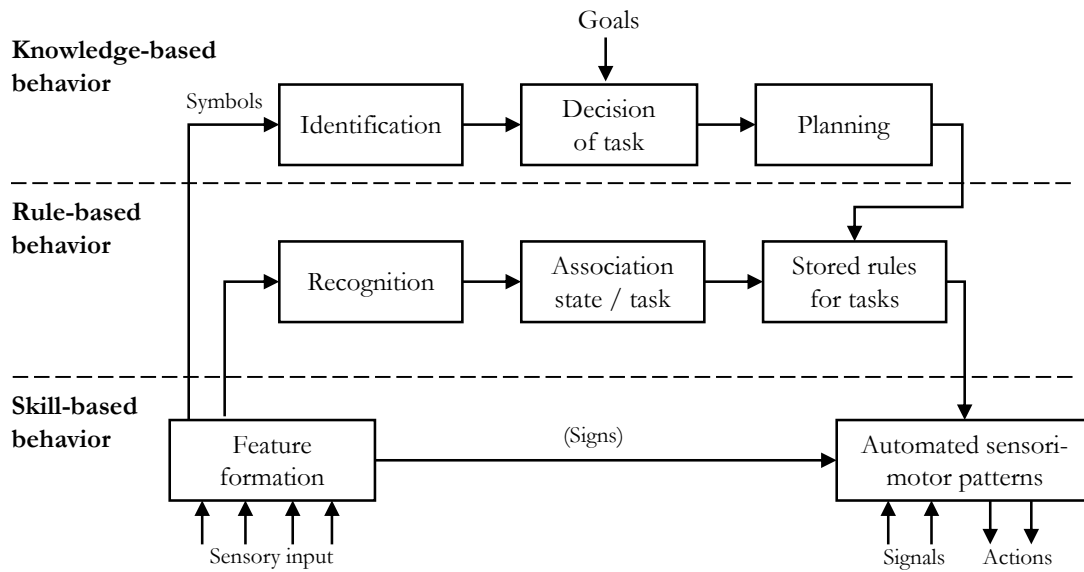 Goals
Knowledge-based
behavior
Symbols
Identification
Decision
of task
Planning
Rule-based
behavior
Recognition
Association
state / task
Stored rules
for tasks
Skill-based
behavior
Feature
formation
(Signs)
Automated sensori-
motor patterns
Sensory input
Signals
Actions